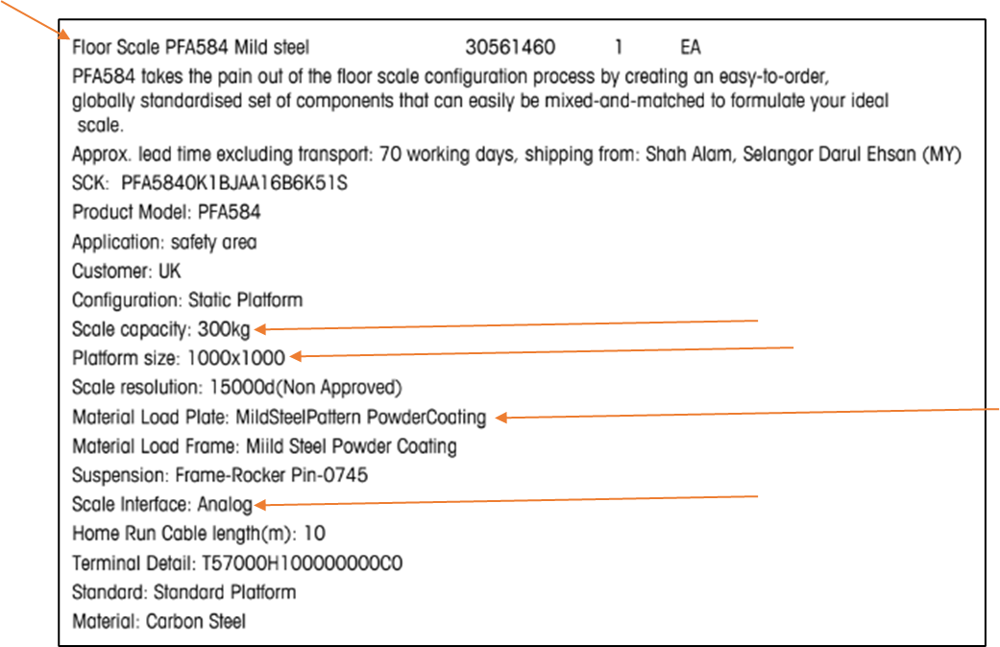 Floor Scale PFA584 Mild steel 30561460 1 EA
PFA584 takes the pain out of the floor scale configuration process by creating an easy-to-order,
globally standardised set of components that can easily be mixed-and-matched to formulate your ideal
scale.
Approx. lead time excluding transport: 70 working days, shipping from: Shah Alam, Selangor Darul Ehsan (MY)
SCK: PFA5840K1BJAA16B6K51S
Product Model: PFA584
Application: safety area
Customer: UK
Configuration: Static Platform
Scale capacity: 300kg
Platform size: 1000x1000
Scale resolution: 15000d(Non Approved)
Material Load Plate: MildSteelPattern PowderCoating
Material Load Frame: Miild Steel Powder Coating
Suspension: Frame-Rocker Pin-0745
Scale Interface: Analog
Home Run Cable length(m): 10
Terminal Detail: T57000H100000000C0
Standard: Standard Platform
Material: Carbon Steel